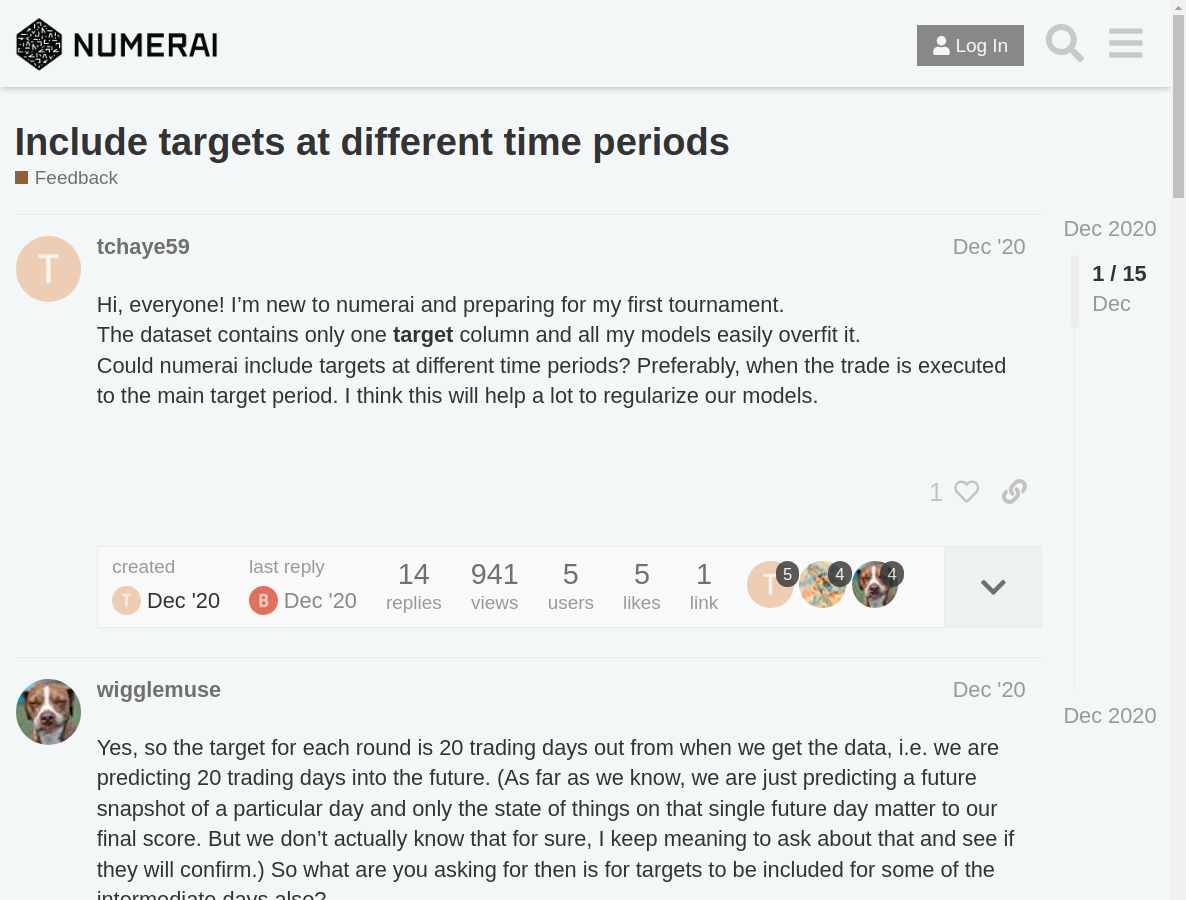 NUMERAI
Log In
Include targets at different time periods
Feedback
tchaye59
Dec '20
Hi, everyone! I’m new to numerai and preparing for my first tournament.
The dataset contains only one target column and all my models easily overfit it.
Could numerai include targets at different time periods? Preferably, when the trade is executed
to the main target period. I think this will help a lot to regularize our models.
1
created
T Dec '20
last reply
B Dec '20
14
replies
941
views
5
users
5
likes
1
link
T 5
4
4
Dec 2020
1 / 15
Dec
Dec 2020
wigglemuse
Dec '20
Yes, so the target for each round is 20 trading days out from when we get the data, i.e. we are
predicting 20 trading days into the future. (As far as we know, we are just predicting a future
snapshot of a particular day and only the state of things on that single future day matter to our
final score. But we don’t actually know that for sure, I keep meaning to ask about that and see if
they will confirm.) So what are you asking for then is for targets to be included for some of the
intermediate days also?
T